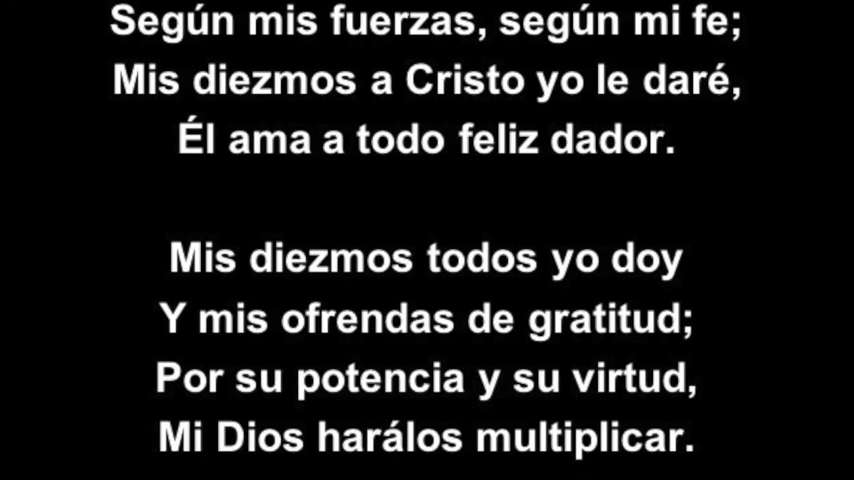 Según mis fuerzas, según mi fe;
Mis diezmos a Cristo yo le daré,
Él ama a todo feliz dador.
Mis diezmos todos yo doy
Y mis ofrendas de gratitud;
Por su potencia y su virtud,
Mi Dios harálos multiplicar.